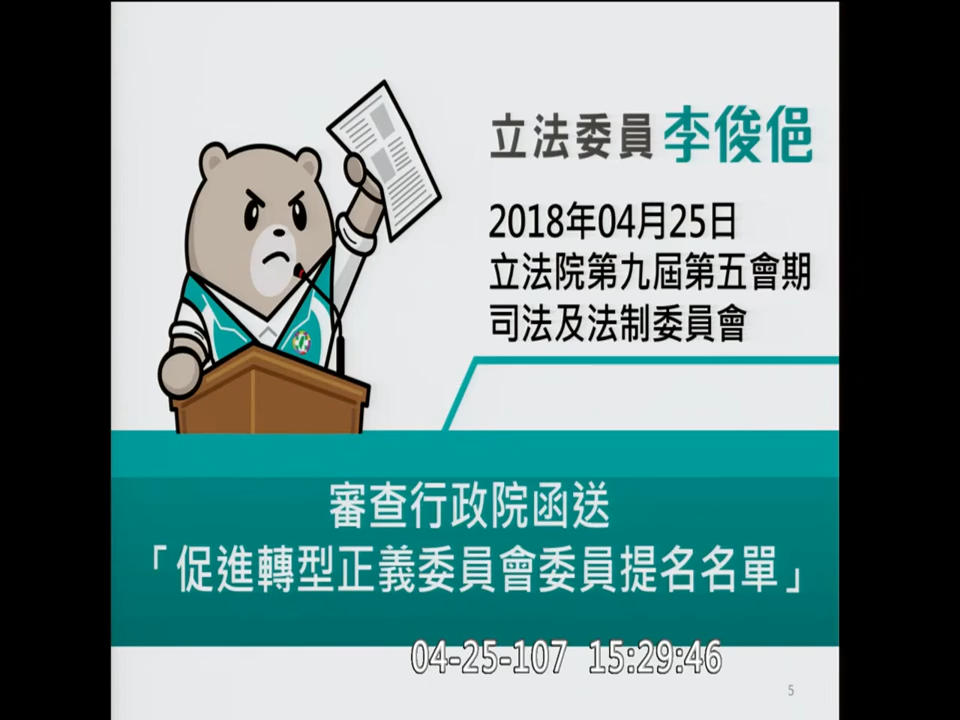 立法委員李俊俋
2018年04月25日
立法院第九屆第五會期
司法及法制委員會
審查行政院函送
「促進轉型正義委員會委員提名名單」
04-25-107 15:29:46
5